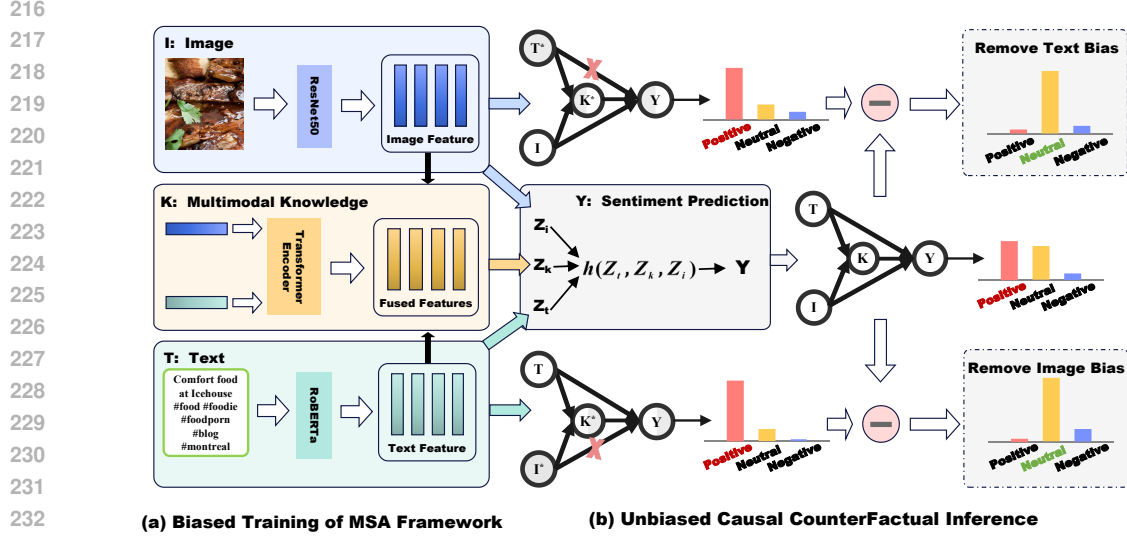 216
217
218
219
220
221
222
223
224
225
226
227
228
229
230
231
232
I: Image
ResNet50
Image Feature
K: Multimodal Knowledge
Transformer
Encoder
Fused Features
T: Text
Comfort food
at Icehouse
#food #foodie
#foodporn
#blog
#montreal
RoBERTa
Text Feature
(a) Biased Training of MSA Framework
T*
K*
I
Y
X
Positive
Neutral
Negative
Remove Text Bias
Positive
Neutral
Negative
Y: Sentiment Prediction
Zi
Zk
Zt
h(Zt, Zk, Zi)
Y
T
K
I
Y
Positive
Neutral
Negative
T
K*
I*
Y
X
Positive
Neutral
Negative
Remove Image Bias
Positive
Neutral
Negative
(b) Unbiased Causal CounterFactual Inference